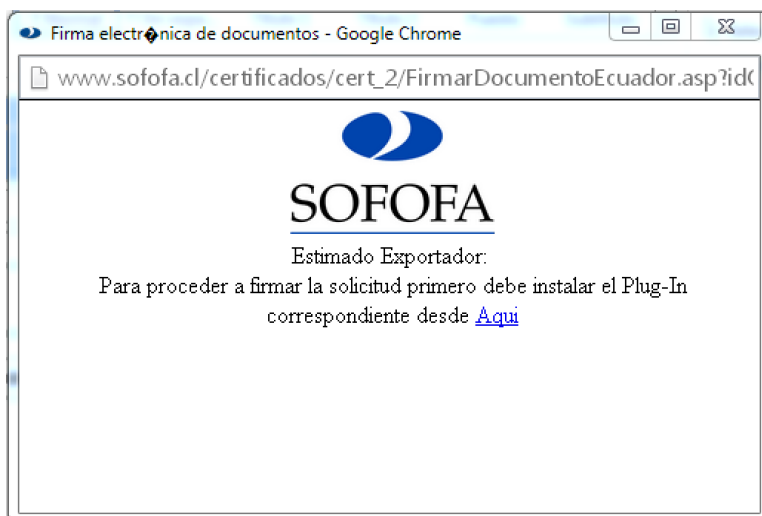 Firma electr�nica de documentos - Google Chrome
www.sofofa.cl/certificados/cert_2/FirmarDocumentoEcuador.asp?id
SOFOFA
Estimado Exportador:
Para proceder a firmar la solicitud primero debe instalar el Plug-In
correspondiente desde Aqui